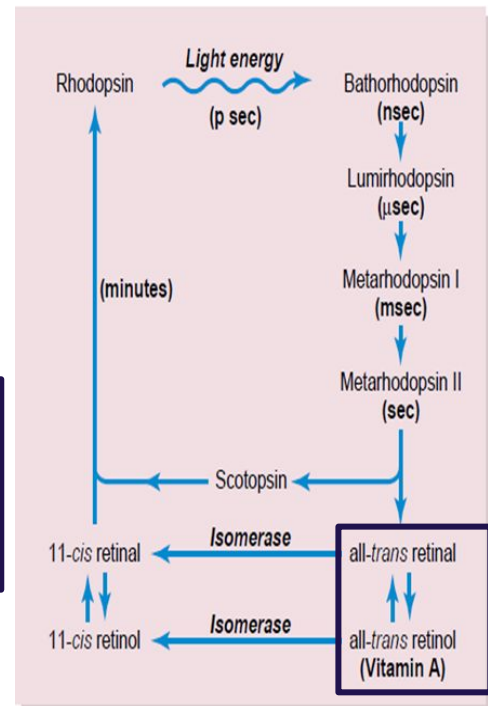 Light energy
Rhodopsin
Bathorhodopsin
(p sec)
(nsec)
Lumirhodopsin
(μsec)
Metarhodopsin I
(minutes)
(msec)
Metarhodopsin II
(sec)
Scotopsin
Isomerase
11-cis retinal
all-trans retinal
Isomerase
11-cis retinol
all-trans retinol
(Vitamin A)